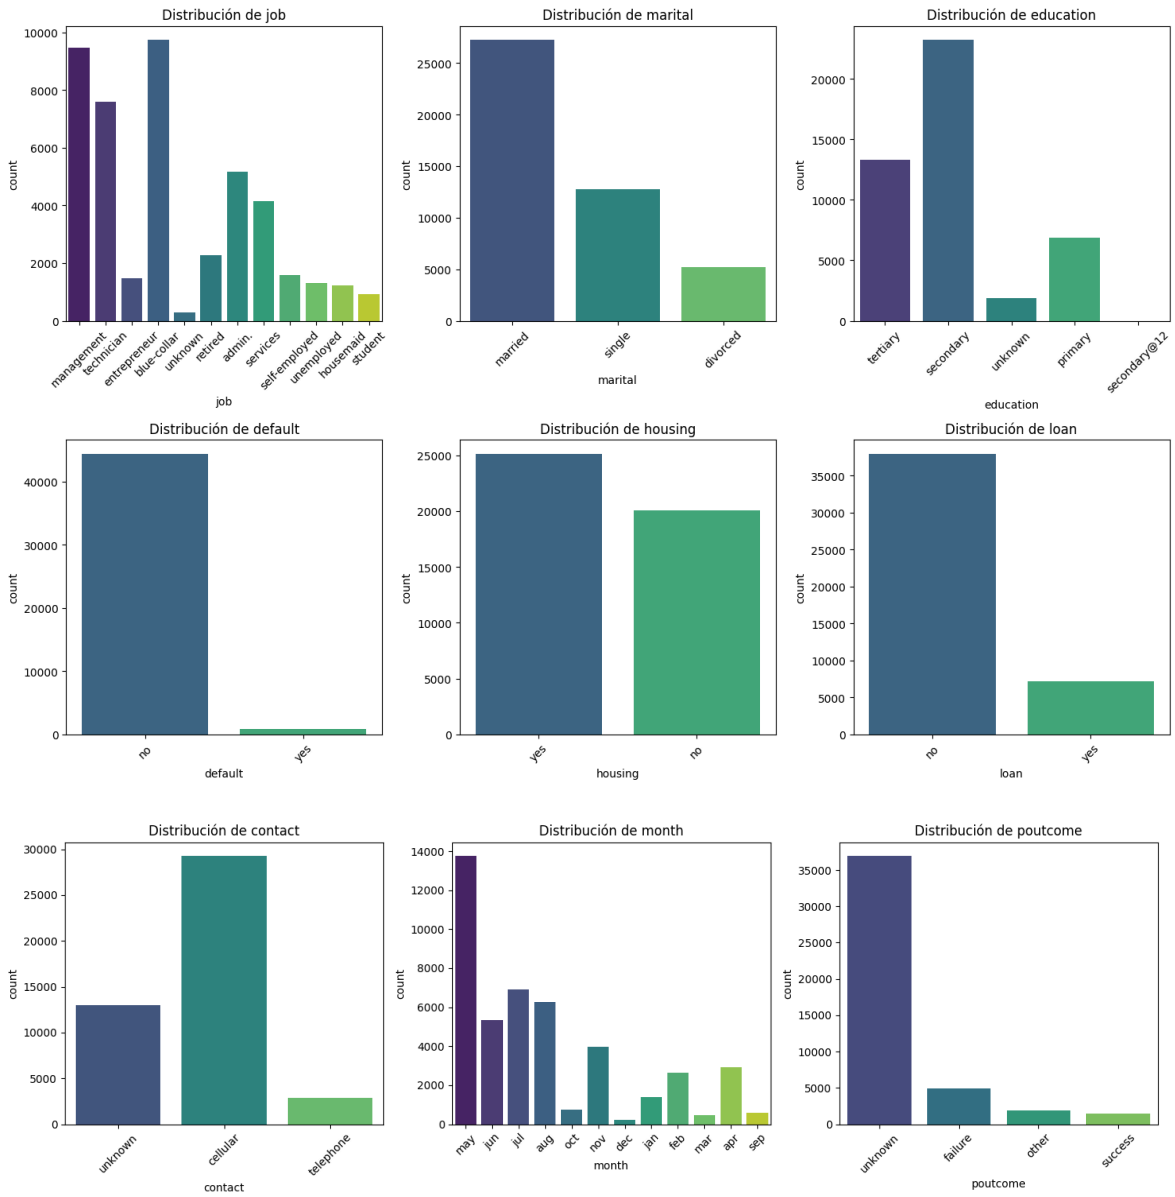 Distribución de job
10000
8000
6000
4000
2000
0
count
management
technician
entrepreneur
blue-collar
unknown
retired
admin.
services
self-employed
unemployed
housemaid
student
job
Distribución de marital
25000
20000
15000
10000
5000
0
count
married
single
divorced
marital
Distribución de education
20000
15000
10000
5000
0
count
tertiary
secondary
unknown
primary
secondary@12
education
Distribución de default
40000
30000
20000
10000
0
count
no
yes
default
Distribución de housing
25000
20000
15000
10000
5000
0
count
yes
no
housing
Distribución de loan
35000
30000
25000
20000
15000
10000
5000
0
count
no
yes
loan
Distribución de contact
30000
25000
20000
15000
10000
5000
0
count
unknown
cellular
telephone
contact
Distribución de month
14000
12000
10000
8000
6000
4000
2000
0
count
may
jun
jul
aug
oct
nov
dec
jan
feb
mar
apr
sep
month
Distribución de poutcome
35000
30000
25000
20000
15000
10000
5000
0
count
unknown
failure
other
success
poutcome